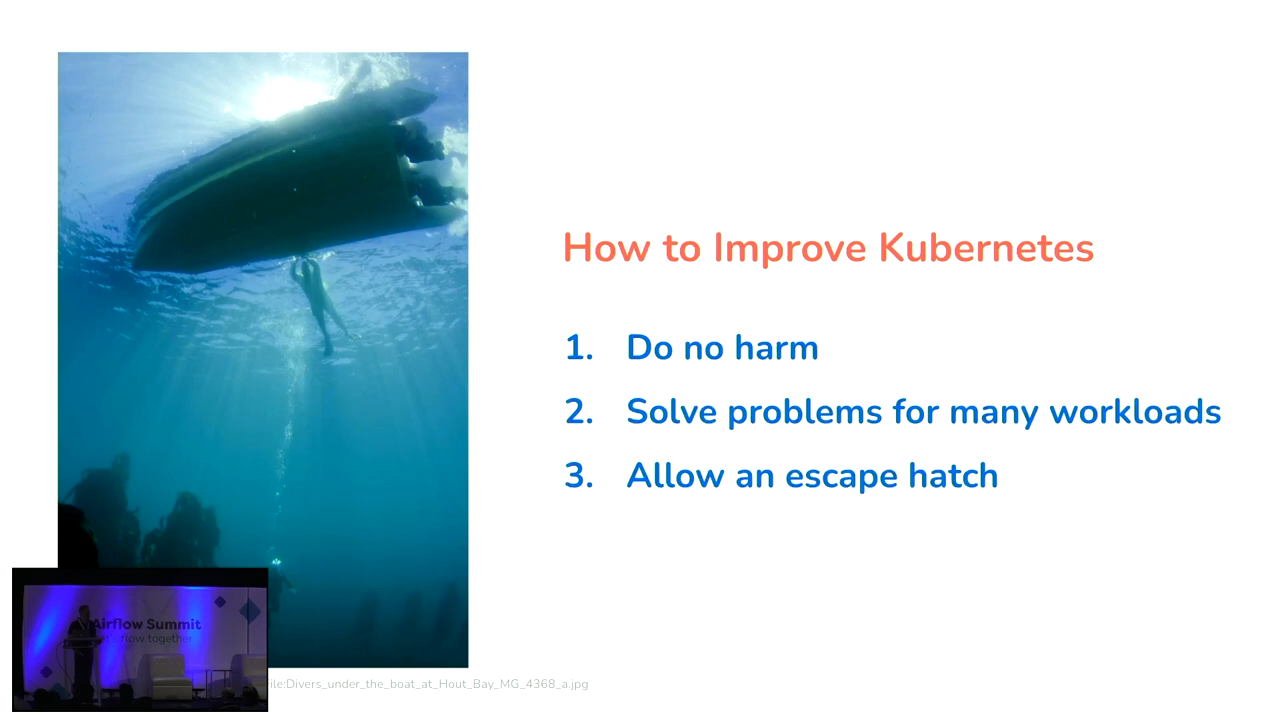 How to Improve Kubernetes
1. Do no harm
2. Solve problems for many workloads
3. Allow an escape hatch
Airflow Summit
flow together
File:Divers_under_the_boat_at_Hout_Bay_MG_4368_a.jpg